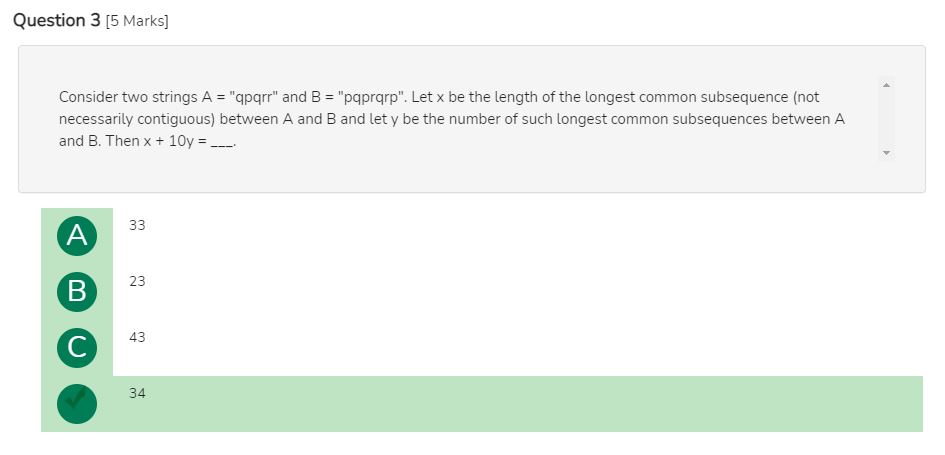 Question 3 [5 Marks]
Consider two strings A = "qpqrr" and B = "pqprqrp". Let x be the length of the longest common subsequence (not
necessarily contiguous) between A and B and let y be the number of such longest common subsequences between A
and B. Then x + 10y = ___.
A 33
B 23
C 43
34